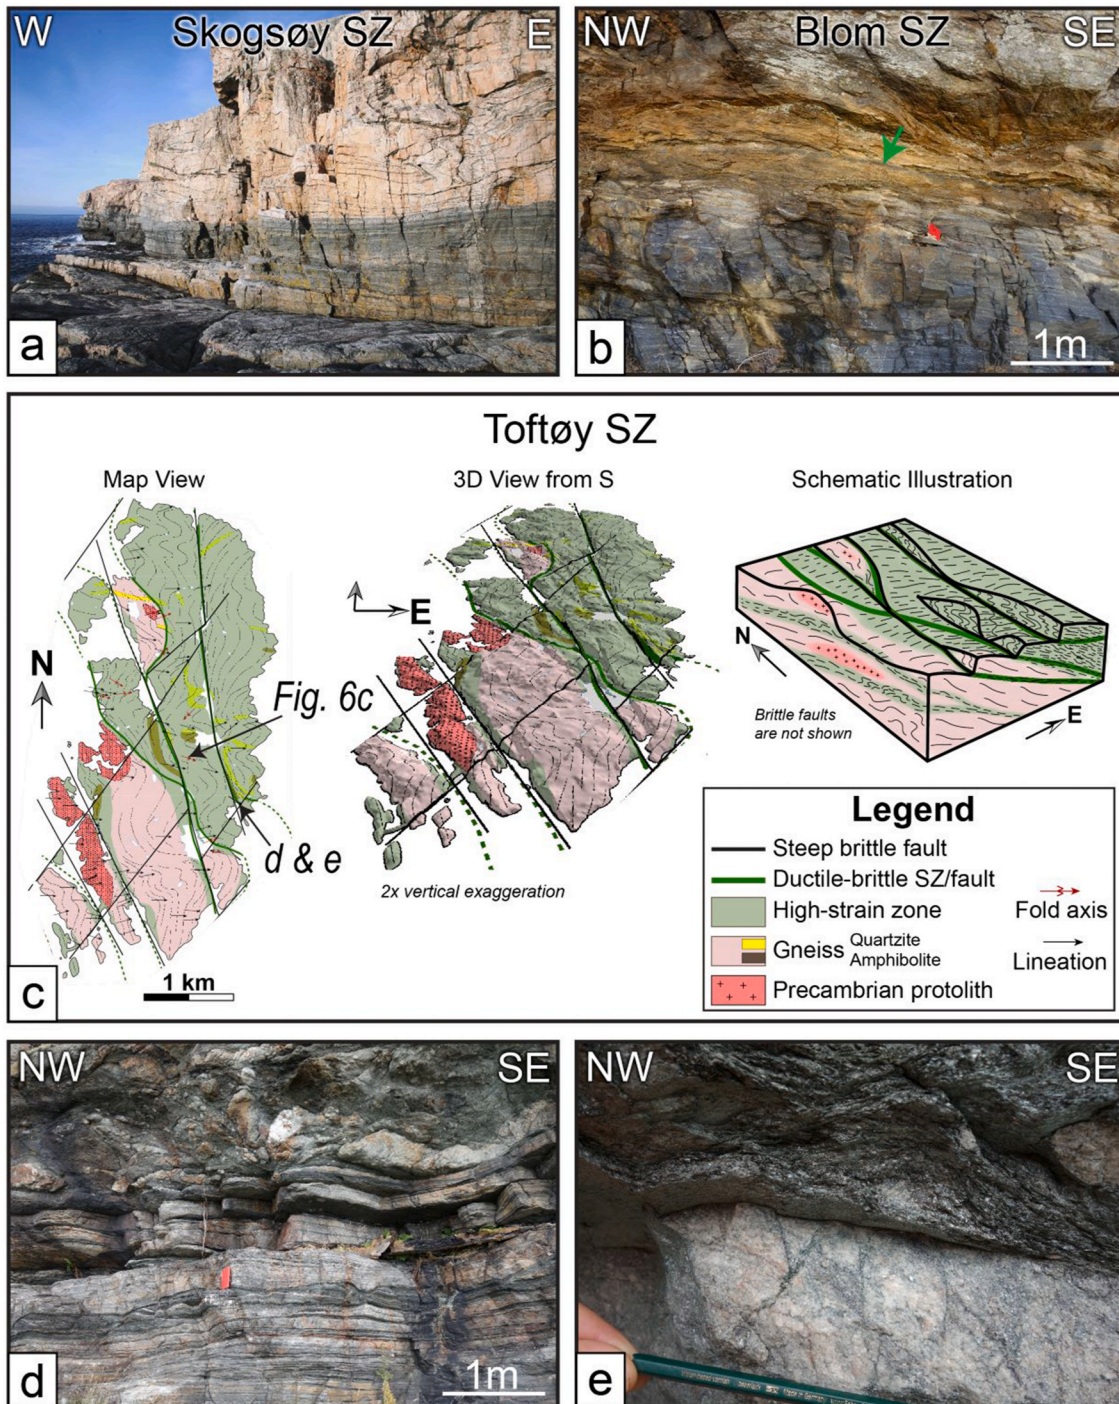 W Skogsøy SZ E
a
NW Blom SZ SE
1m
b
Toftøy SZ
Map View
3D View from S
Schematic Illustration
N
E
Fig. 6c
d & e
2x vertical exaggeration
1 km
N
E
Brittle faults
are not shown
Legend
Steep brittle fault
Ductile-brittle SZ/fault
High-strain zone
Fold axis
Gneiss Quartzite
Amphibolite
Lineation
Precambrian protolith
c
NW SE
1m
d
NW SE
e